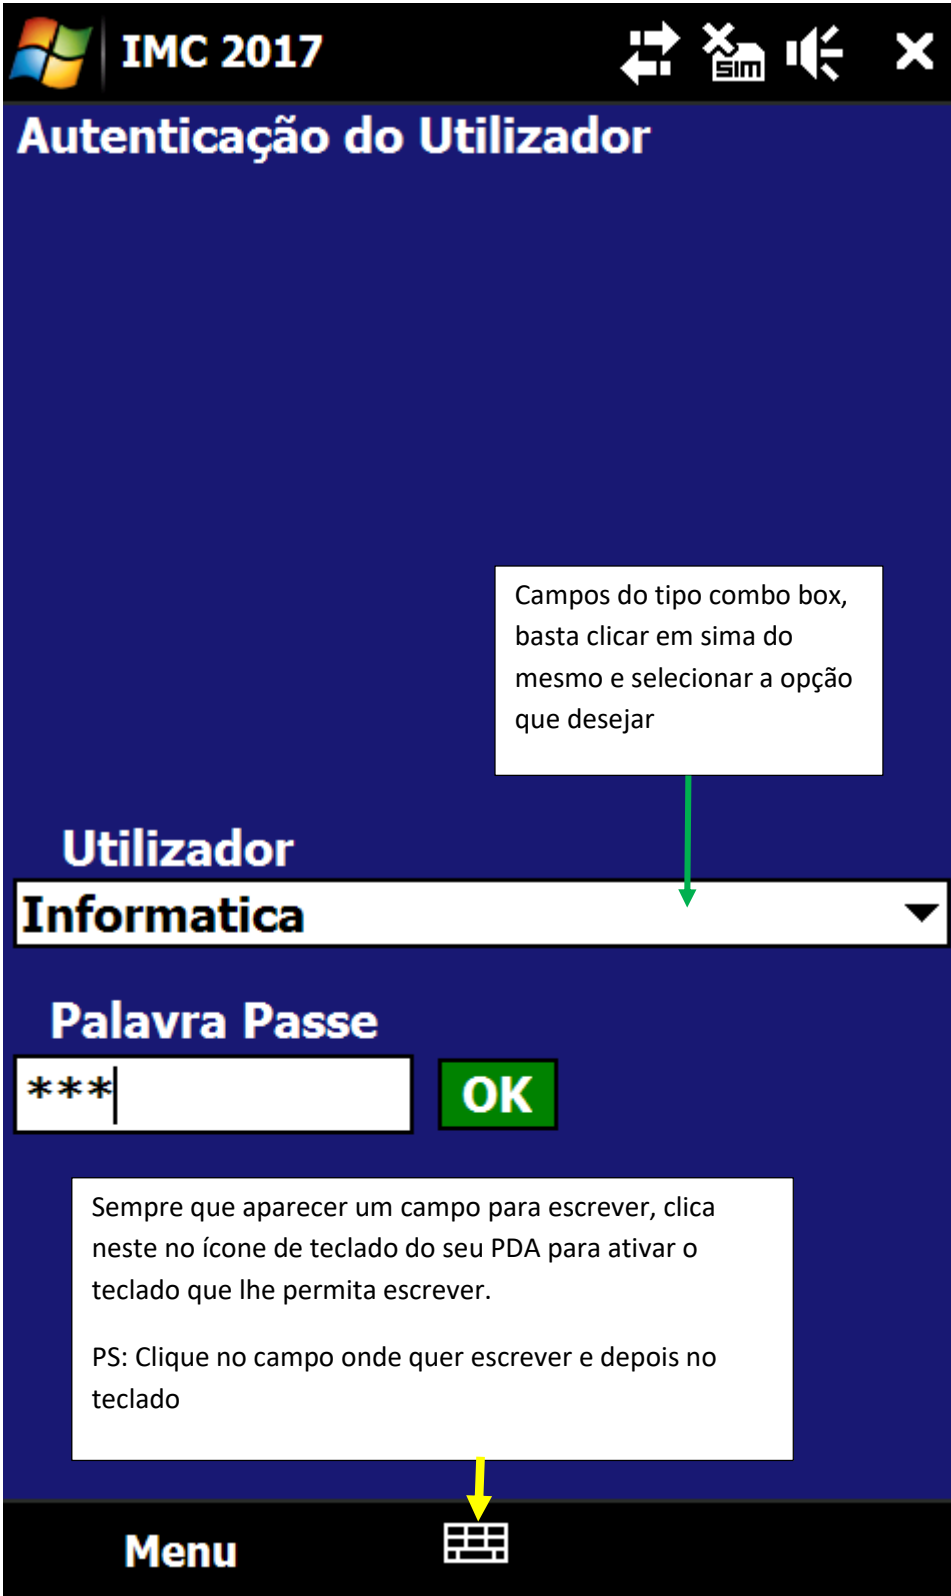 IMC 2017
SIM
Autenticação do Utilizador
Campos do tipo combo box,
basta clicar em sima do
mesmo e selecionar a opção
que desejar
Utilizador
Informatica
Palavra Passe
***
OK
Sempre que aparecer um campo para escrever, clica
neste no ícone de teclado do seu PDA para ativar o
teclado que lhe permita escrever.
PS: Clique no campo onde quer escrever e depois no
teclado
Menu